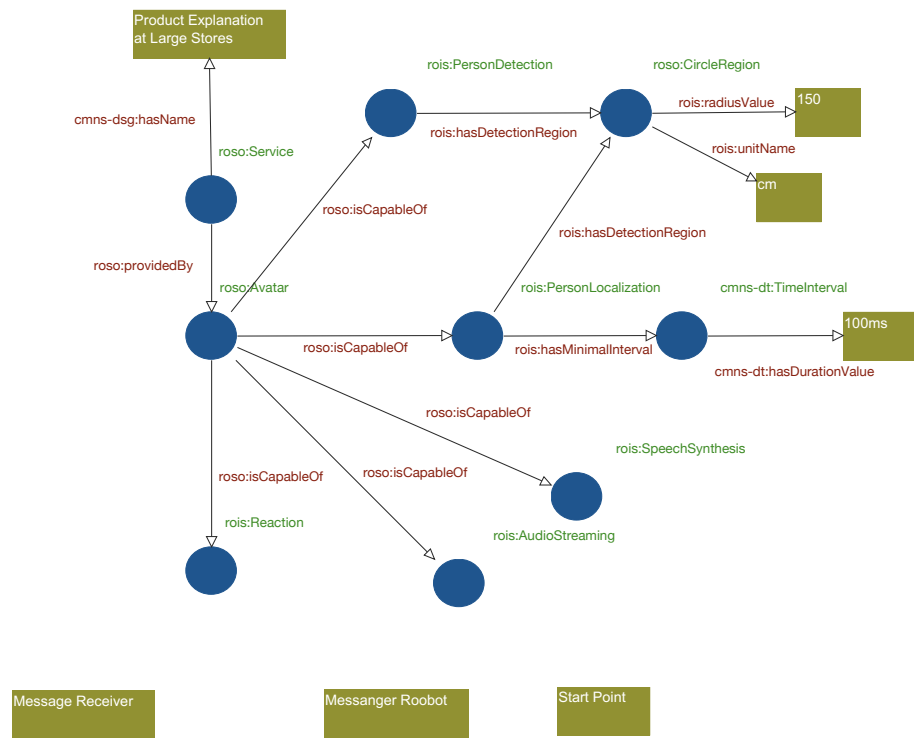 Product Explanation
at Large Stores
rois:PersonDetection
roso:CircleRegion
150
rois:radiusValue
cmns-dsg:hasName
rois:hasDetectionRegion
rois:unitName
roso:Service
cm
roso:isCapableOf
rois:hasDetectionRegion
roso:providedBy
roso:Avatar
rois:PersonLocalization
cmns-dt:TimeInterval
100ms
roso:isCapableOf
rois:hasMinimalInterval
cmns-dt:hasDurationValue
roso:isCapableOf
rois:SpeechSynthesis
roso:isCapableOf
roso:isCapableOf
rois:Reaction
rois:AudioStreaming
Message Receiver
Messanger Roobot
Start Point